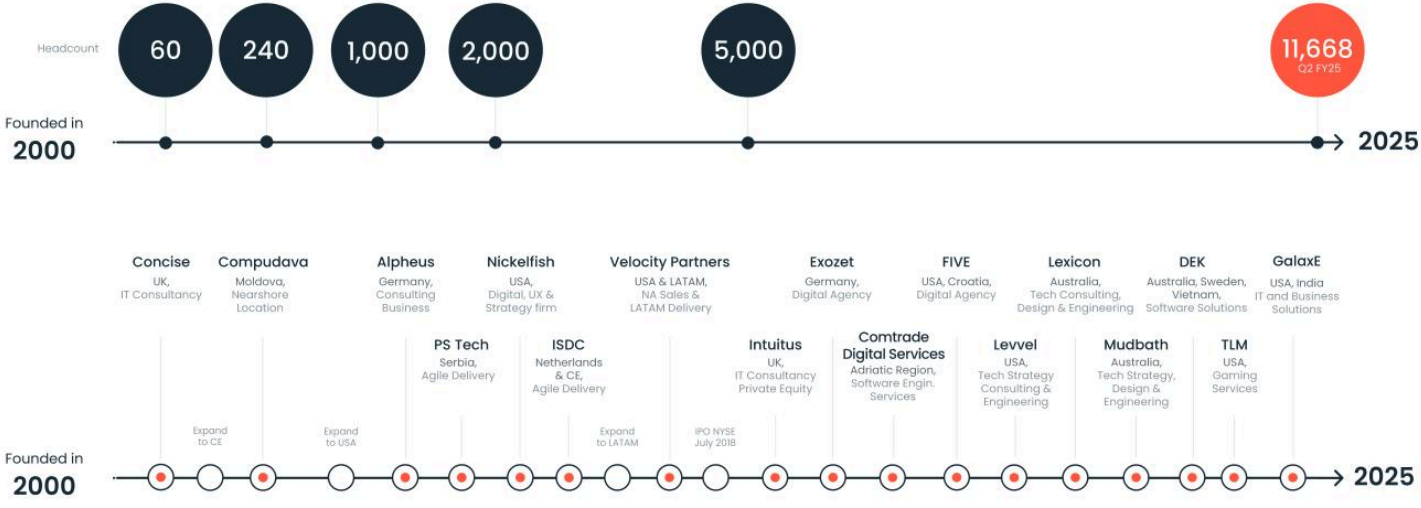 Headcount
60
240
1,000
2,000
5,000
11,668
Q2 FY25
Founded in
2000
2025
Concise
UK,
IT Consultancy
Compudava
Moldova,
Nearshore
Location
Alpheus
Germany,
Consulting
Business
Nickelfish
USA,
Digital, UX &
Strategy firm
Velocity Partners
USA & LATAM,
NA Sales &
LATAM Delivery
Exozet
Germany,
Digital Agency
FIVE
USA, Croatia,
Digital Agency
Lexicon
Australia,
Tech Consulting,
Design & Engineering
DEK
Australia, Sweden,
Vietnam,
Software Solutions
GalaxE
USA, India
IT and Business
Solutions
PS Tech
Serbia,
Agile Delivery
ISDC
Netherlands
& CE,
Agile Delivery
Intuitus
UK,
IT Consultancy
Private Equity
Comtrade
Digital Services
Adriatic Region,
Software Engin.
Services
Levvel
USA,
Tech Strategy
Consulting &
Engineering
Mudbath
Australia,
Tech Strategy,
Design &
Engineering
TLM
USA,
Gaming
Services
Expand
to CE
Expand
to USA
Expand
to LATAM
IPO NYSE
July 2018
Founded in
2000
2025